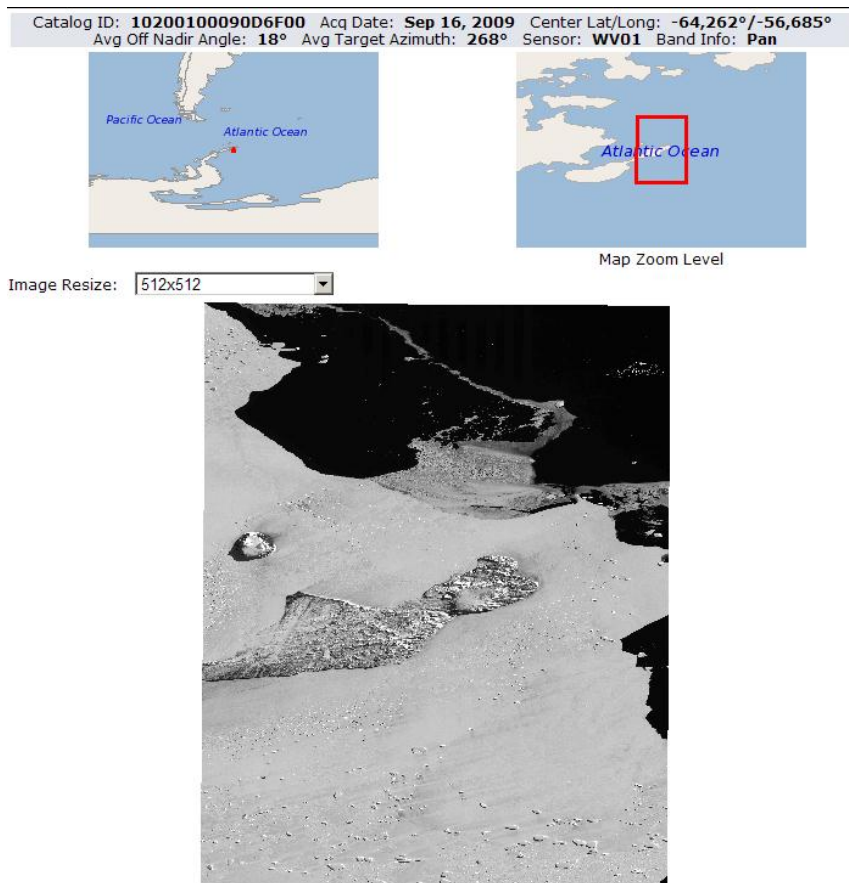 Catalog ID: 10200100090D6F00 Acq Date: Sep 16, 2009 Center Lat/Long: -64,262°/-56,685°
Avg Off Nadir Angle: 18° Avg Target Azimuth: 268° Sensor: WV01 Band Info: Pan
Pacific Ocean
Atlantic Ocean
Atlantic Ocean
Map Zoom Level
Image Resize: 512x512